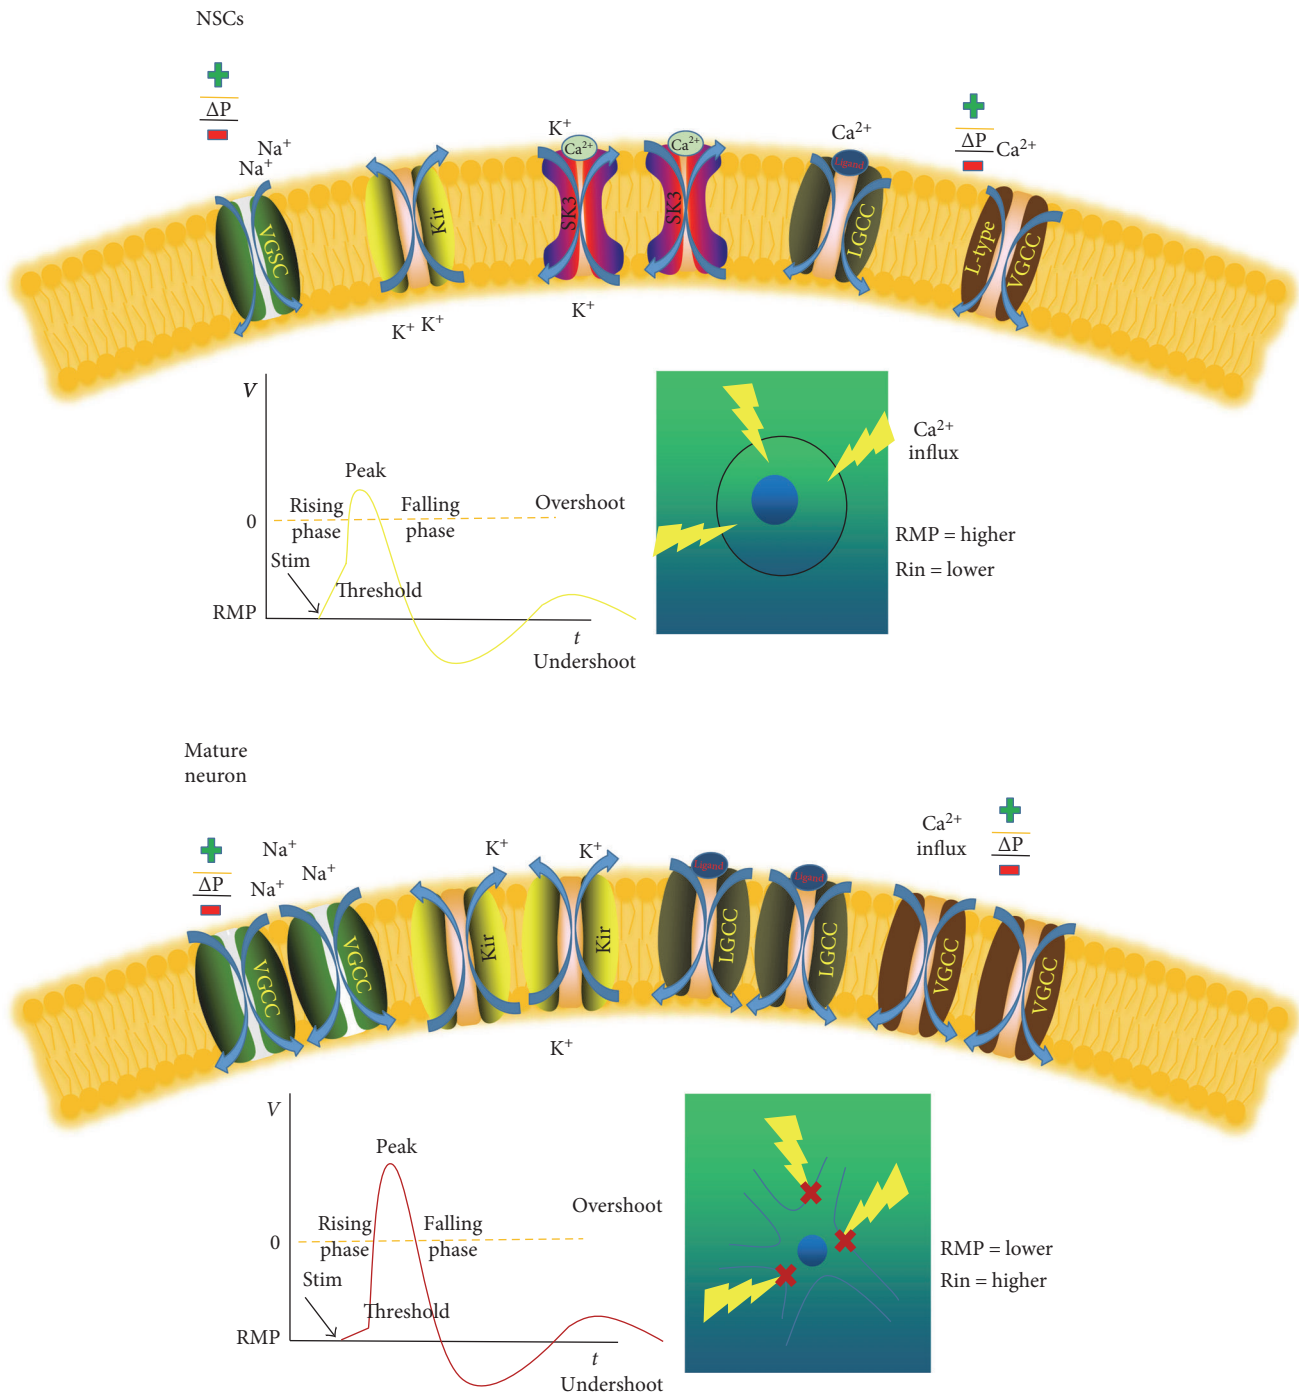 NSCs
ΔP
Na⁺
Na⁺
VGSC
Kir
K⁺ K⁺
K⁺
Ca²⁺
SK3
K⁺
Ca²⁺
SK3
Ca²⁺
Ligand
LGCC
ΔP
Ca²⁺
L-type
VGCC
V
Peak
Rising
phase
Falling
phase
Overshoot
0
Stim
Threshold
RMP
t
Undershoot
Ca²⁺
influx
RMP = higher
Rin = lower
Mature
neuron
ΔP
Na⁺
Na⁺
Na⁺
VGCC
VGCC
K⁺
Kir
K⁺
Kir
K⁺
Ligand
LGCC
Ligand
LGCC
Ca²⁺
influx
ΔP
VGCC
VGCC
V
Peak
Overshoot
Rising
phase
Falling
phase
0
Stim
Threshold
RMP
t
Undershoot
RMP = lower
Rin = higher